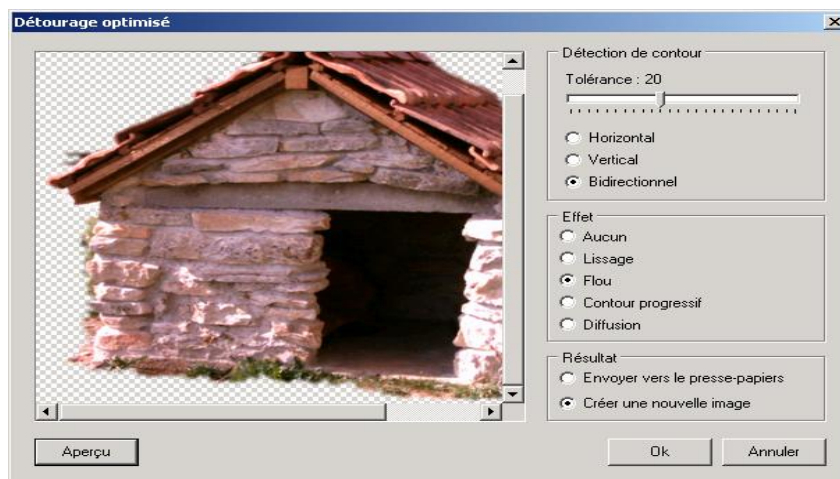 Détourage optimisé
Détection de contour
Tolérance : 20
Horizontal
Vertical
Bidirectionnel
Effet
Aucun
Lissage
Flou
Contour progressif
Diffusion
Résultat
Envoyer vers le presse-papiers
Créer une nouvelle image
Aperçu
Ok
Annuler